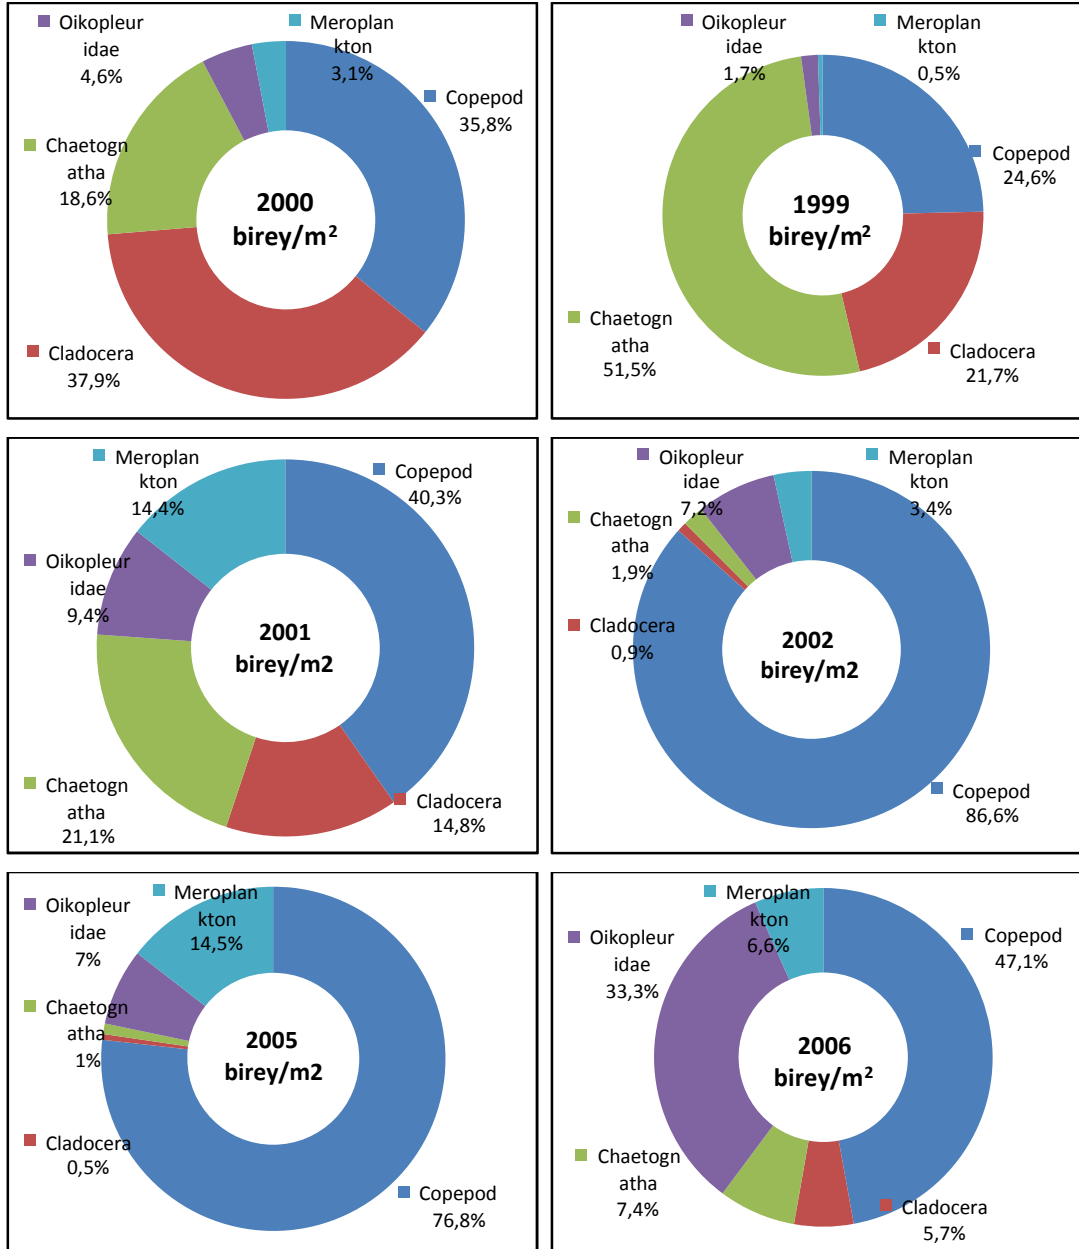 Oikopleur
idae
4,6%
Meroplan
kton
3,1%
Copepod
35,8%
Chaetogn
atha
18,6%
2000
birey/m²
Cladocera
37,9%
Oikopleur
idae
1,7%
Meroplan
kton
0,5%
Copepod
24,6%
1999
birey/m²
Chaetogn
atha
51,5%
Cladocera
21,7%
Meroplan
kton
14,4%
Copepod
40,3%
Oikopleur
idae
9,4%
2001
birey/m2
Chaetogn
atha
21,1%
Cladocera
14,8%
Oikopleur
idae
7,2%
Meroplan
kton
3,4%
Chaetogn
atha
1,9%
Cladocera
0,9%
2002
birey/m2
Copepod
86,6%
Oikopleur
idae
7%
Meroplan
kton
14,5%
Chaetogn
atha
1%
2005
birey/m2
Cladocera
0,5%
Copepod
76,8%
Meroplan
kton
6,6%
Oikopleur
idae
33,3%
Copepod
47,1%
2006
birey/m²
Chaetogn
atha
7,4%
Cladocera
5,7%